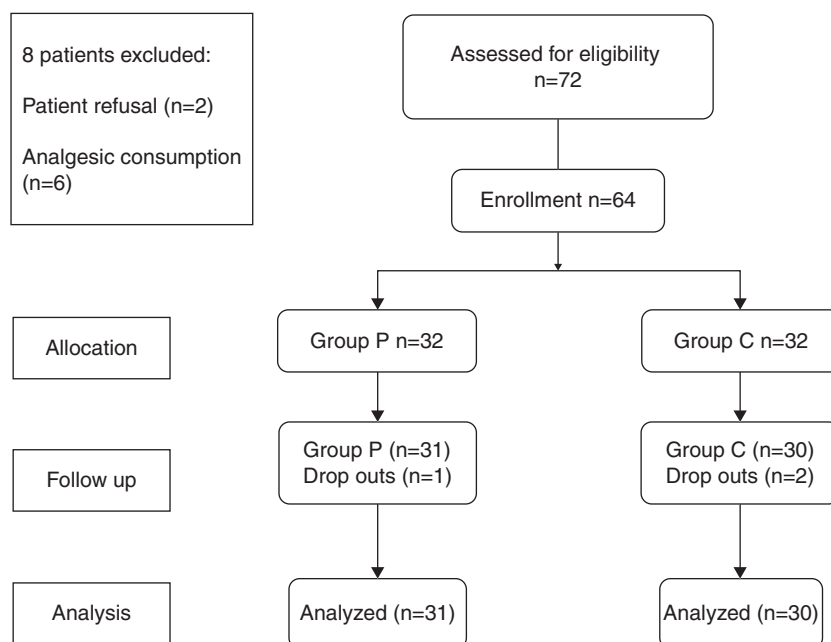 8 patients excluded:
Patient refusal (n=2)
Analgesic consumption
(n=6)
Assessed for eligibility
n=72
Enrollment n=64
Allocation
Group P n=32
Group C n=32
Follow up
Group P (n=31)
Drop outs (n=1)
Group C (n=30)
Drop outs (n=2)
Analysis
Analyzed (n=31)
Analyzed (n=30)